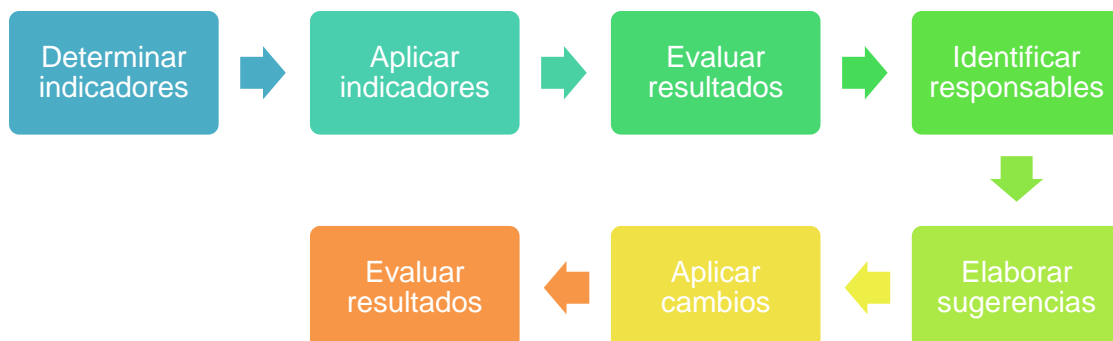 Determinar
indicadores
Aplicar
indicadores
Evaluar
resultados
Identificar
responsables
Elaborar
sugerencias
Aplicar
cambios
Evaluar
resultados